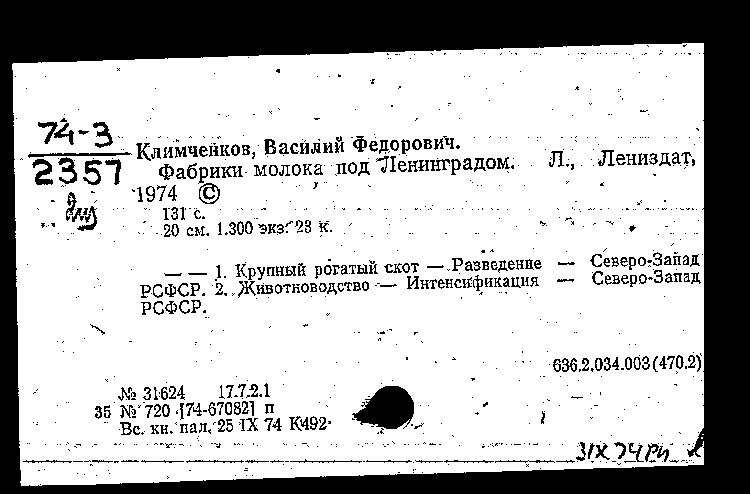 74-3
2357
Климченков, Василий Федорович.
Фабрики молока под Ленинградом. Л., Лениздат,
1974 ©
131 с.
20 см. 1.300 экз. 23 к.
— — 1. Крупный рогатый скот — Разведение — Северо-Запад
РСФСР. 2. Животноводство — Интенсификация — Северо-Запад
РСФСР.
636.2.034.003(470.2)
№ 31624 17.7.2.1
35 № 720 [74-67082] п
Вс. кн. пал. 25 IX 74 К492